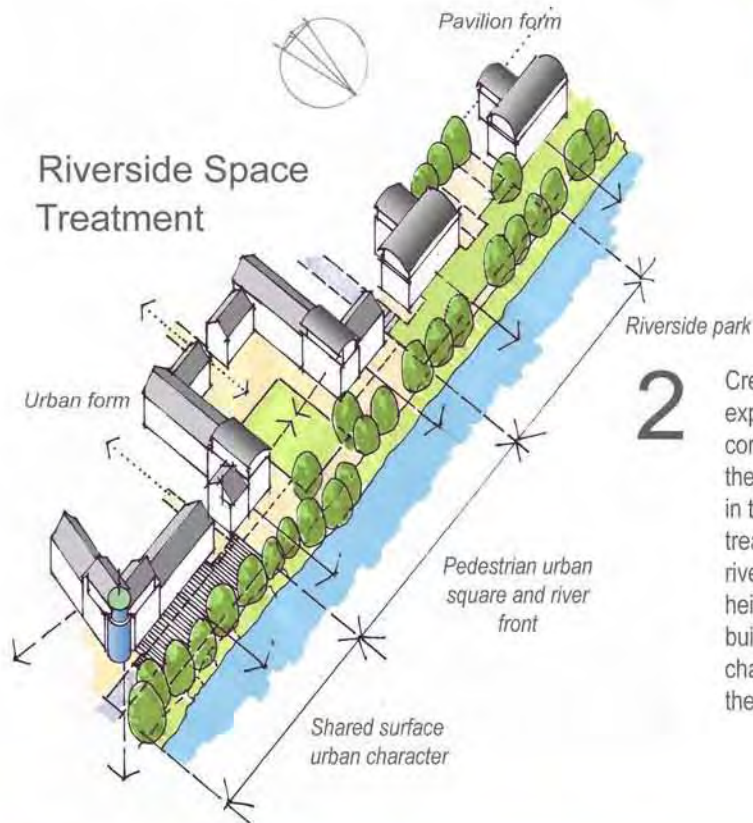 Pavilion form
Riverside Space
Treatment
Riverside park
Urban form
2
Cre
exp
con
the
in t
trea
rive
hei
bui
cha
the
Pedestrian urban
square and river
front
Shared surface
urban character